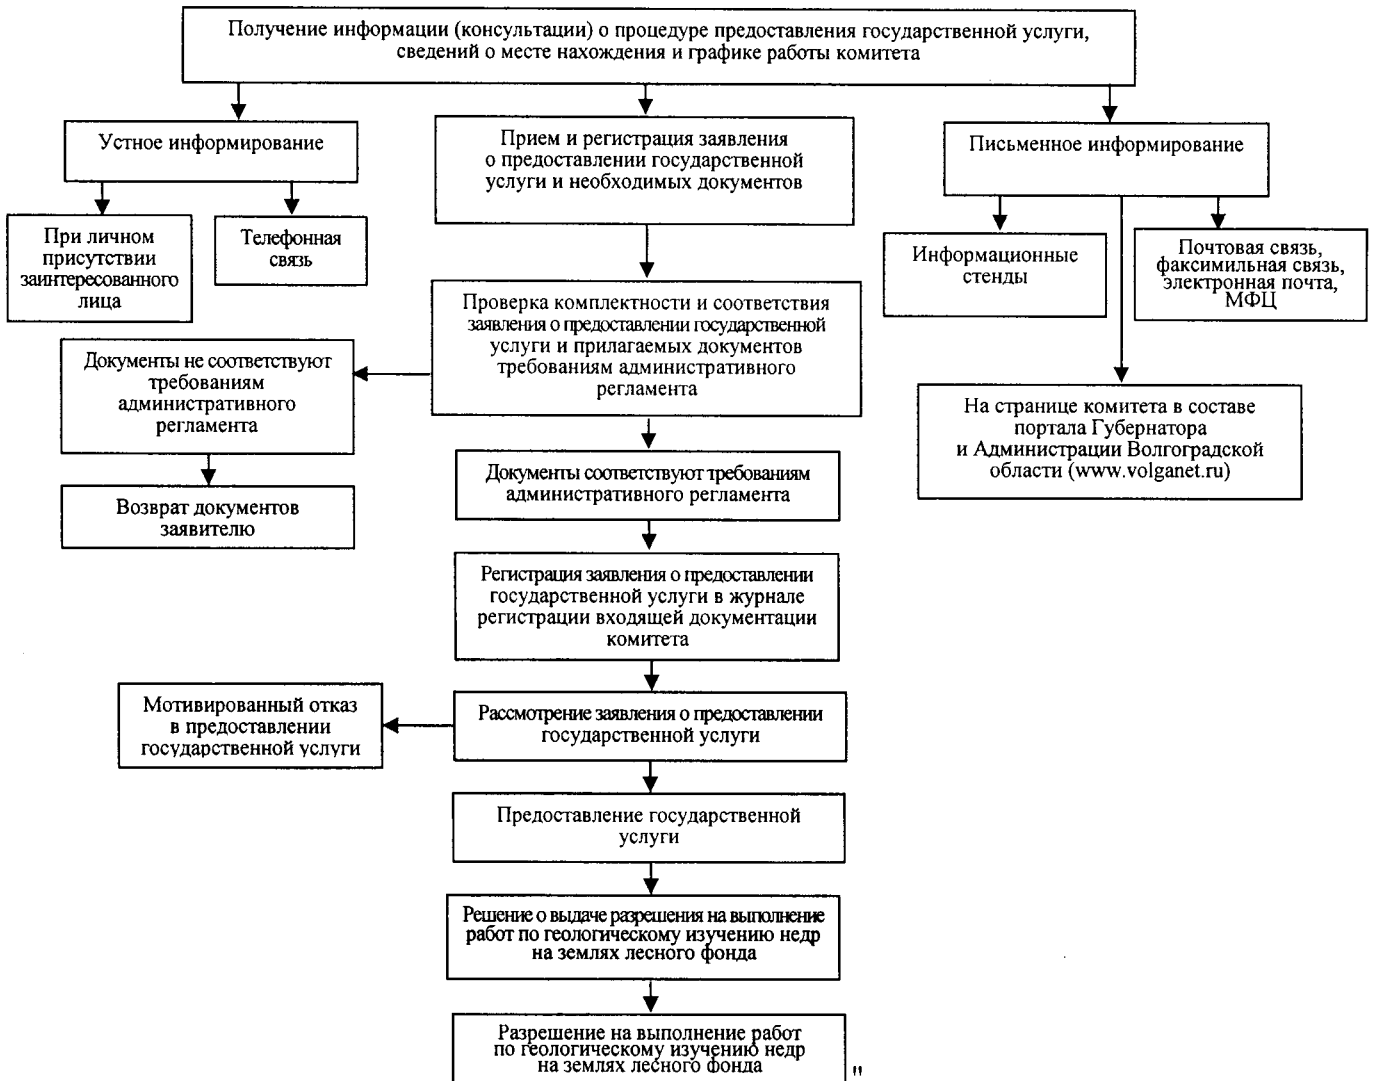 Получение информации (консультации) о процедуре предоставления государственной услуги,
сведений о месте нахождения и графике работы комитета
Устное информирование
Прием и регистрация заявления
о предоставлении государственной
услуги и необходимых документов
Письменное информирование
При личном
присутствии
заинтересованного
лица
Телефонная
связь
Информационные
стенды
Почтовая связь,
факсимильная связь,
электронная почта,
МФЦ
Проверка комплектности и соответствия
заявления о предоставлении государственной
услуги и прилагаемых документов
требованиям административного
регламента
Документы не соответствуют
требованиям
административного
регламента
На странице комитета в составе
портала Губернатора
и Администрации Волгоградской
области (www.volganet.ru)
Документы соответствуют требованиям
административного регламента
Возврат документов
заявителю
Регистрация заявления о предоставлении
государственной услуги в журнале
регистрации входящей документации
комитета
Мотивированный отказ
в предоставлении
государственной услуги
Рассмотрение заявления о предоставлении
государственной услуги
Предоставление государственной
услуги
Решение о выдаче разрешения на выполнение
работ по геологическому изучению недр
на землях лесного фонда
Разрешение на выполнение работ
по геологическому изучению недр
на землях лесного фонда "